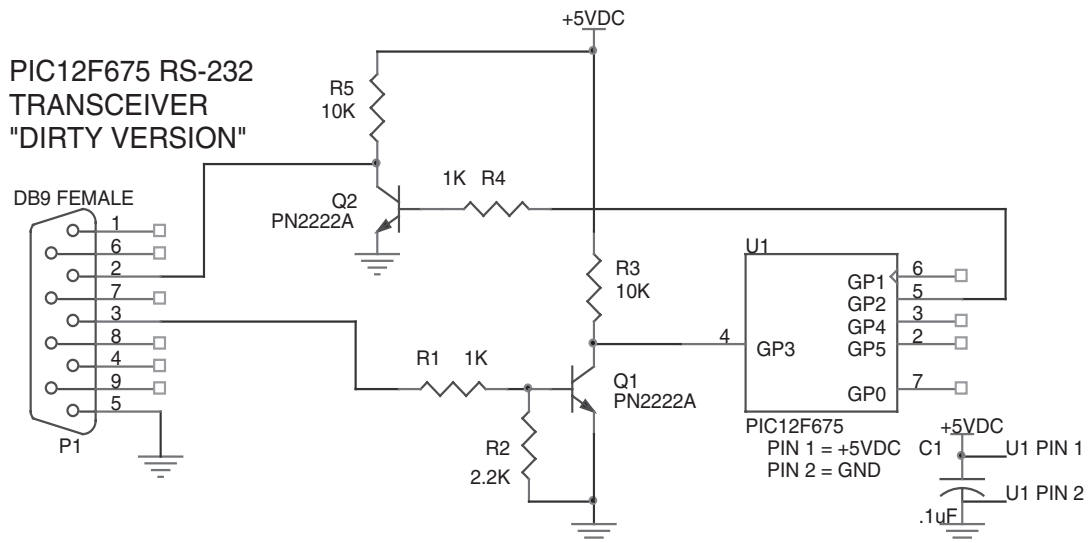 +5VDC
PIC12F675 RS-232
TRANSCEIVER
"DIRTY VERSION"
R5
10K
DB9 FEMALE
1
6
2
7
3
8
4
9
5
P1
Q2
PN2222A
1K R4
R3
10K
R1 1K
Q1
PN2222A
R2
2.2K
U1
4
GP3
GP1
GP2
GP4
GP5
GP0
6
5
3
2
7
PIC12F675
PIN 1 = +5VDC
PIN 2 = GND
+5VDC
C1
U1 PIN 1
U1 PIN 2
.1uF